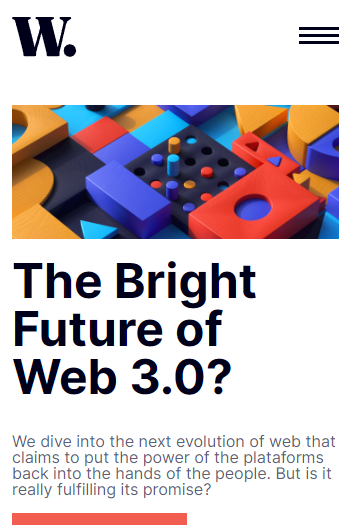 W.
The Bright
Future of
Web 3.0?
We dive into the next evolution of web that
claims to put the power of the plataforms
back into the hands of the people. But is it
really fulfilling its promise?